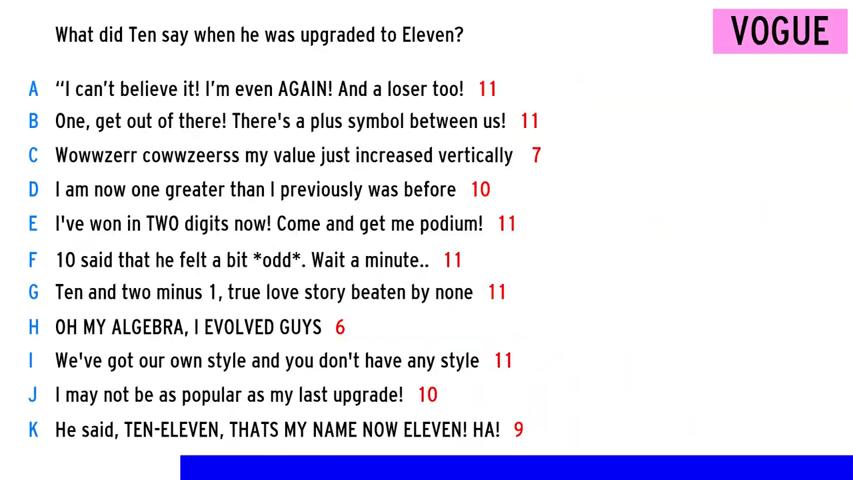 What did Ten say when he was upgraded to Eleven?
VOGUE
A “I can’t believe it! I’m even AGAIN! And a loser too! 11
B One, get out of there! There's a plus symbol between us! 11
C Wowwzerr cowwzeerss my value just increased vertically 7
D I am now one greater than I previously was before 10
E I've won in TWO digits now! Come and get me podium! 11
F 10 said that he felt a bit *odd*. Wait a minute.. 11
G Ten and two minus 1, true love story beaten by none 11
H OH MY ALGEBRA, I EVOLVED GUYS 6
I We've got our own style and you don't have any style 11
J I may not be as popular as my last upgrade! 10
K He said, TEN-ELEVEN, THATS MY NAME NOW ELEVEN! HA! 9